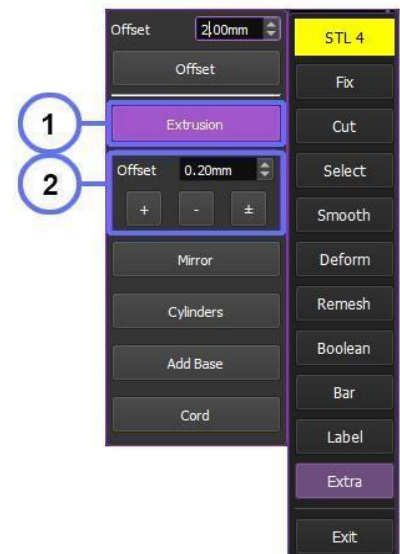 Offset 2.00mm
Offset
1
Extrusion
2
Offset 0.20mm
+ - ±
Mirror
Cylinders
Add Base
Cord
STL 4
Fix
Cut
Select
Smooth
Deform
Remesh
Boolean
Bar
Label
Extra
Exit